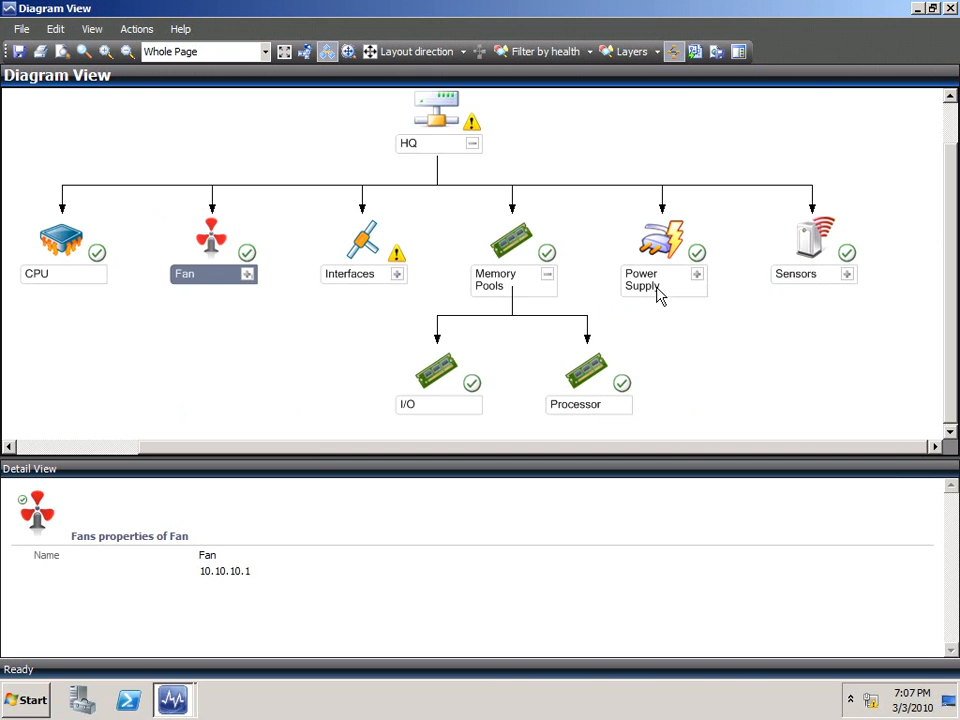 Diagram View
File Edit View Actions Help
Whole Page Layout direction Filter by health Layers
Diagram View
HQ
CPU Fan Interfaces Memory Pools Power Supply Sensors
I/O Processor
Detail View
Fans properties of Fan
Name Fan
10.10.10.1
Ready
Start 7:07 PM
3/3/2010